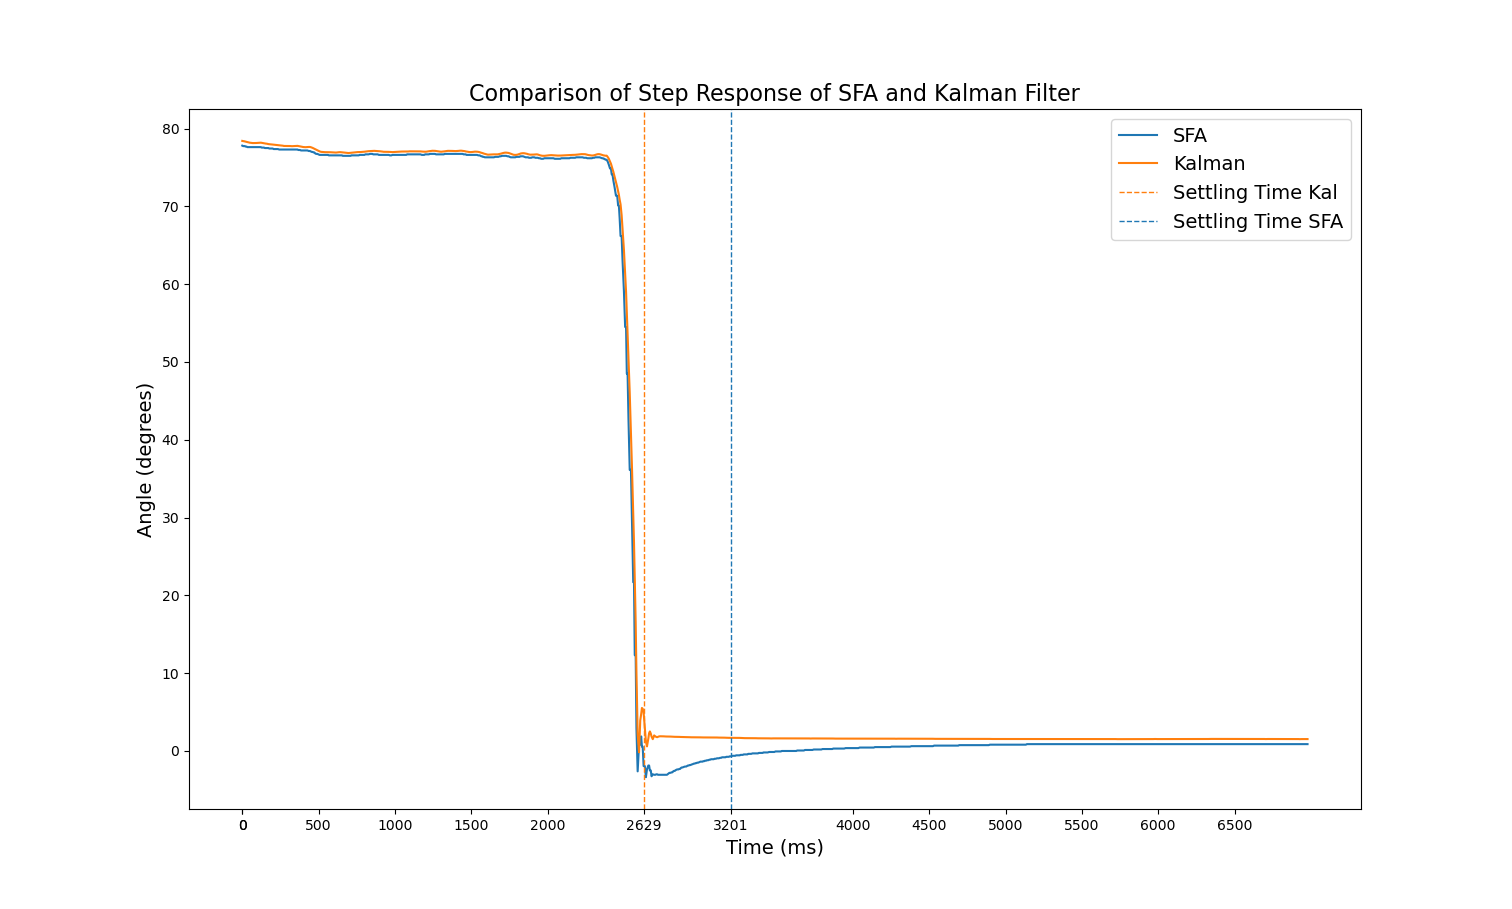 Comparison of Step Response of SFA and Kalman Filter
SFA
Kalman
Settling Time Kal
Settling Time SFA
80
70
60
50
40
30
20
10
0
Angle (degrees)
0 500 1000 1500 2000 2629 3201 4000 4500 5000 5500 6000 6500
Time (ms)